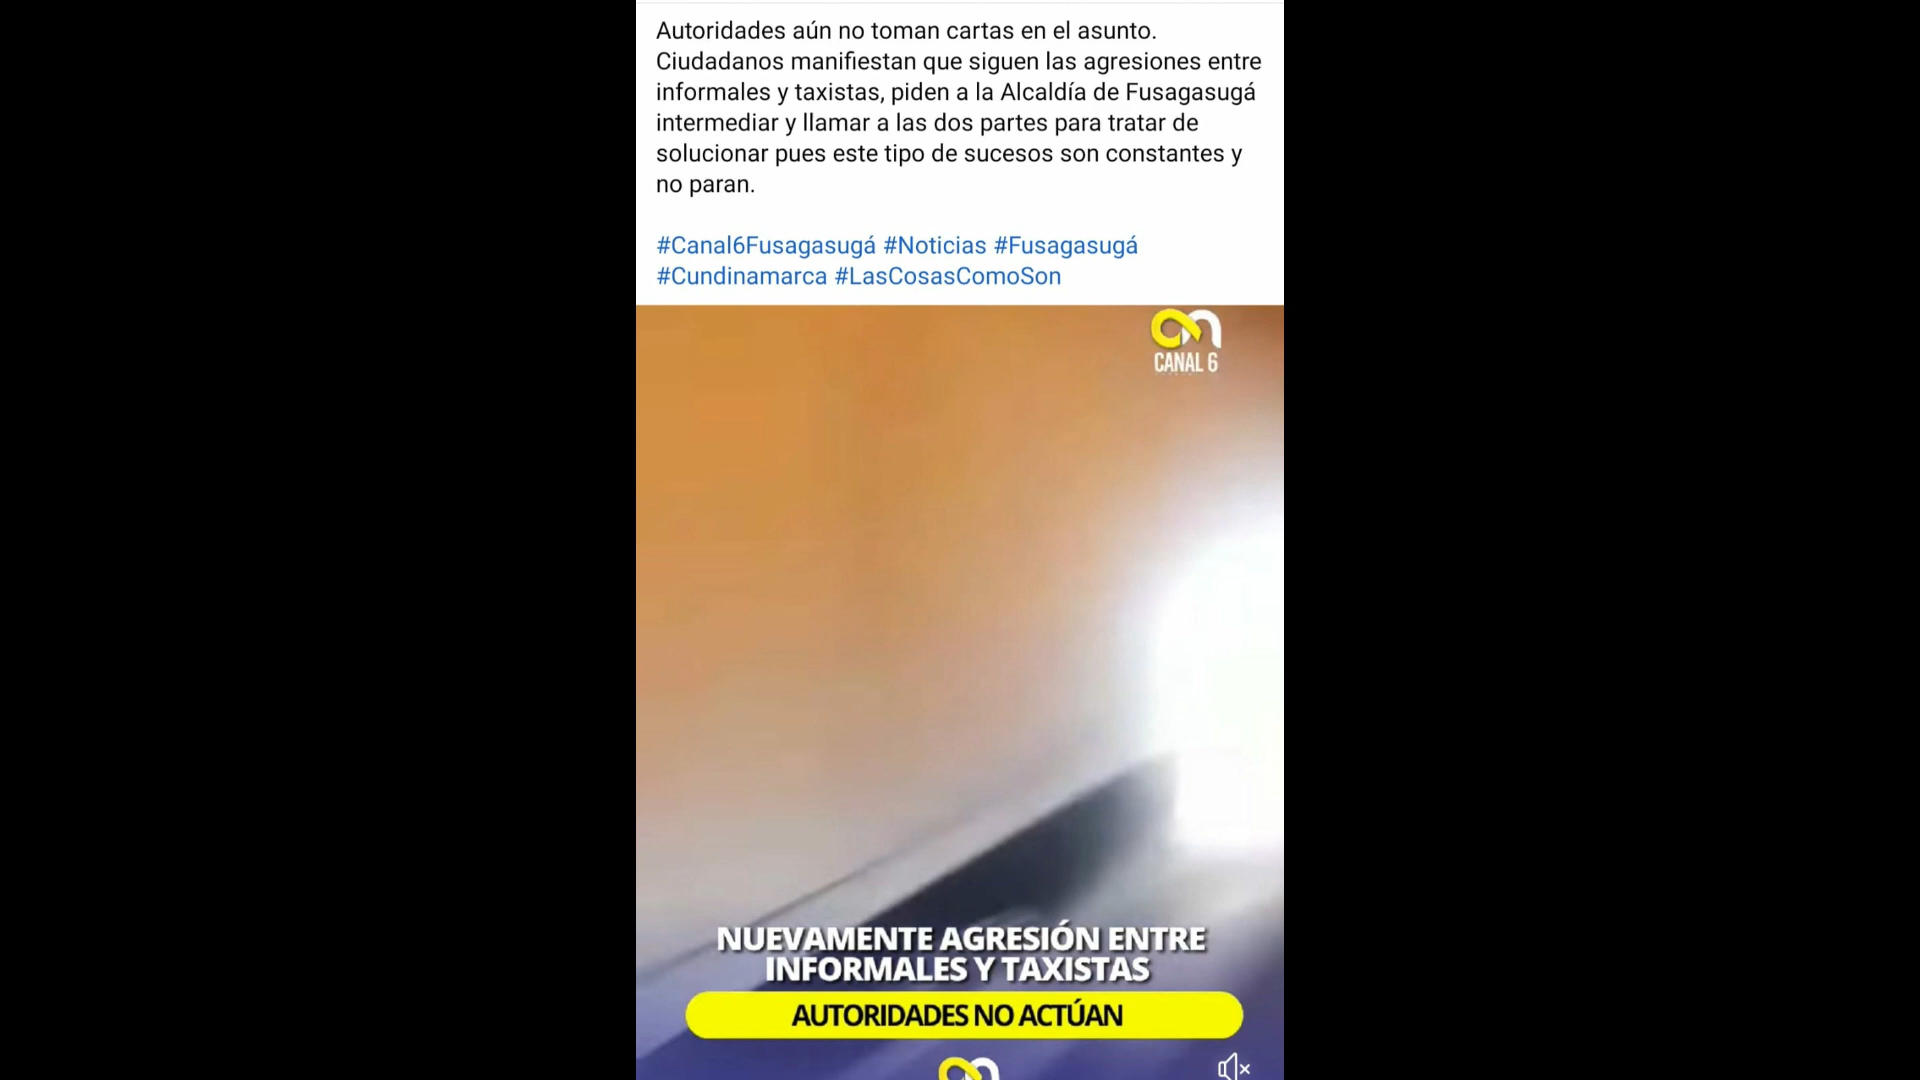 Autoridades aún no toman cartas en el asunto.
Ciudadanos manifiestan que siguen las agresiones entre
informales y taxistas, piden a la Alcaldía de Fusagasugá
intermediar y llamar a las dos partes para tratar de
solucionar pues este tipo de sucesos son constantes y
no paran.
#Canal6Fusagasugá #Noticias #Fusagasugá
#Cundinamarca #LasCosasComoSon
CANAL 6
NUEVAMENTE AGRESIÓN ENTRE
INFORMALES Y TAXISTAS
AUTORIDADES NO ACTÚAN